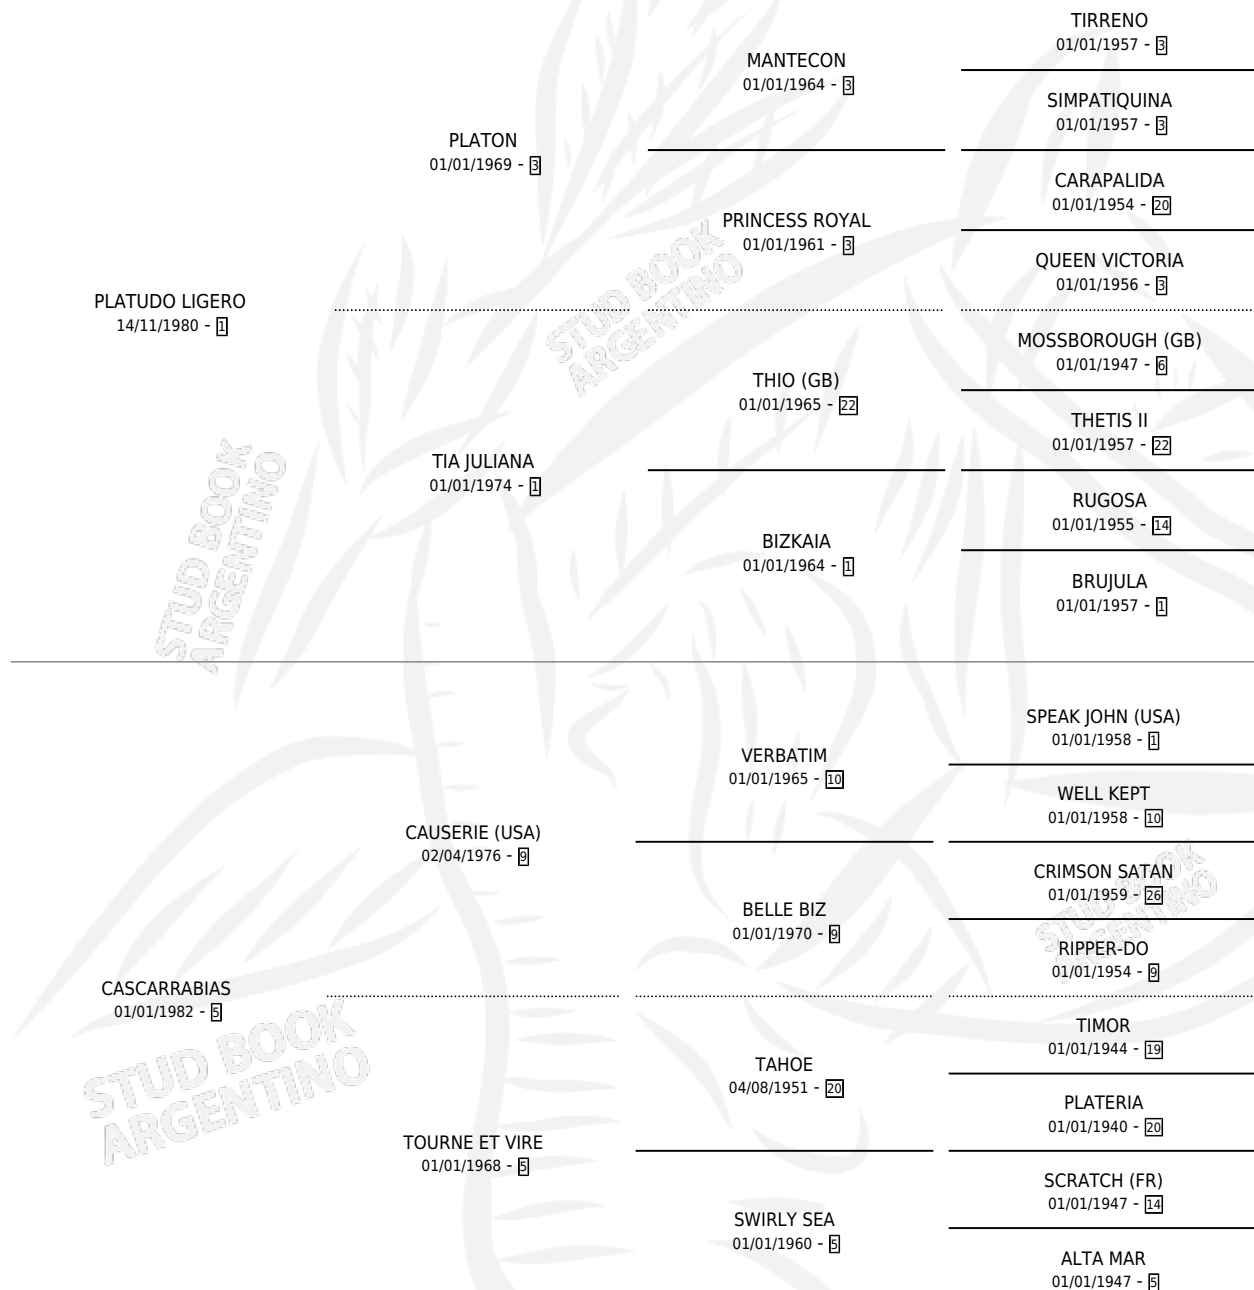 PLATUDO LIGERO
14/11/1980 - 1
PLATON
01/01/1969 - 3
TIA JULIANA
01/01/1974 - 1
MANTECON
01/01/1964 - 3
PRINCESS ROYAL
01/01/1961 - 3
THIO (GB)
01/01/1965 - 22
BIZKAIA
01/01/1964 - 1
TIRRENO
01/01/1957 - 3
SIMPATIQUINA
01/01/1957 - 3
CARAPALIDA
01/01/1954 - 20
QUEEN VICTORIA
01/01/1956 - 3
MOSSBOROUGH (GB)
01/01/1947 - 6
THETIS II
01/01/1957 - 22
RUGOSA
01/01/1955 - 14
BRUJULA
01/01/1957 - 1
CASCARRABIAS
01/01/1982 - 5
CAUSERIE (USA)
02/04/1976 - 9
TOURNE ET VIRE
01/01/1968 - 5
VERBATIM
01/01/1965 - 10
BELLE BIZ
01/01/1970 - 9
TAHOE
04/08/1951 - 20
SWIRLY SEA
01/01/1960 - 5
SPEAK JOHN (USA)
01/01/1958 - 1
WELL KEPT
01/01/1958 - 10
CRIMSON SATAN
01/01/1959 - 26
RIPPER-DO
01/01/1954 - 9
TIMOR
01/01/1944 - 19
PLATERIA
01/01/1940 - 20
SCRATCH (FR)
01/01/1947 - 14
ALTA MAR
01/01/1947 - 5
STUD BOOK
ARGENTINO
STUD BOOK
ARGENTINO
STUD BOOK
ARGENTINO
STUD BOOK
ARGENTINO